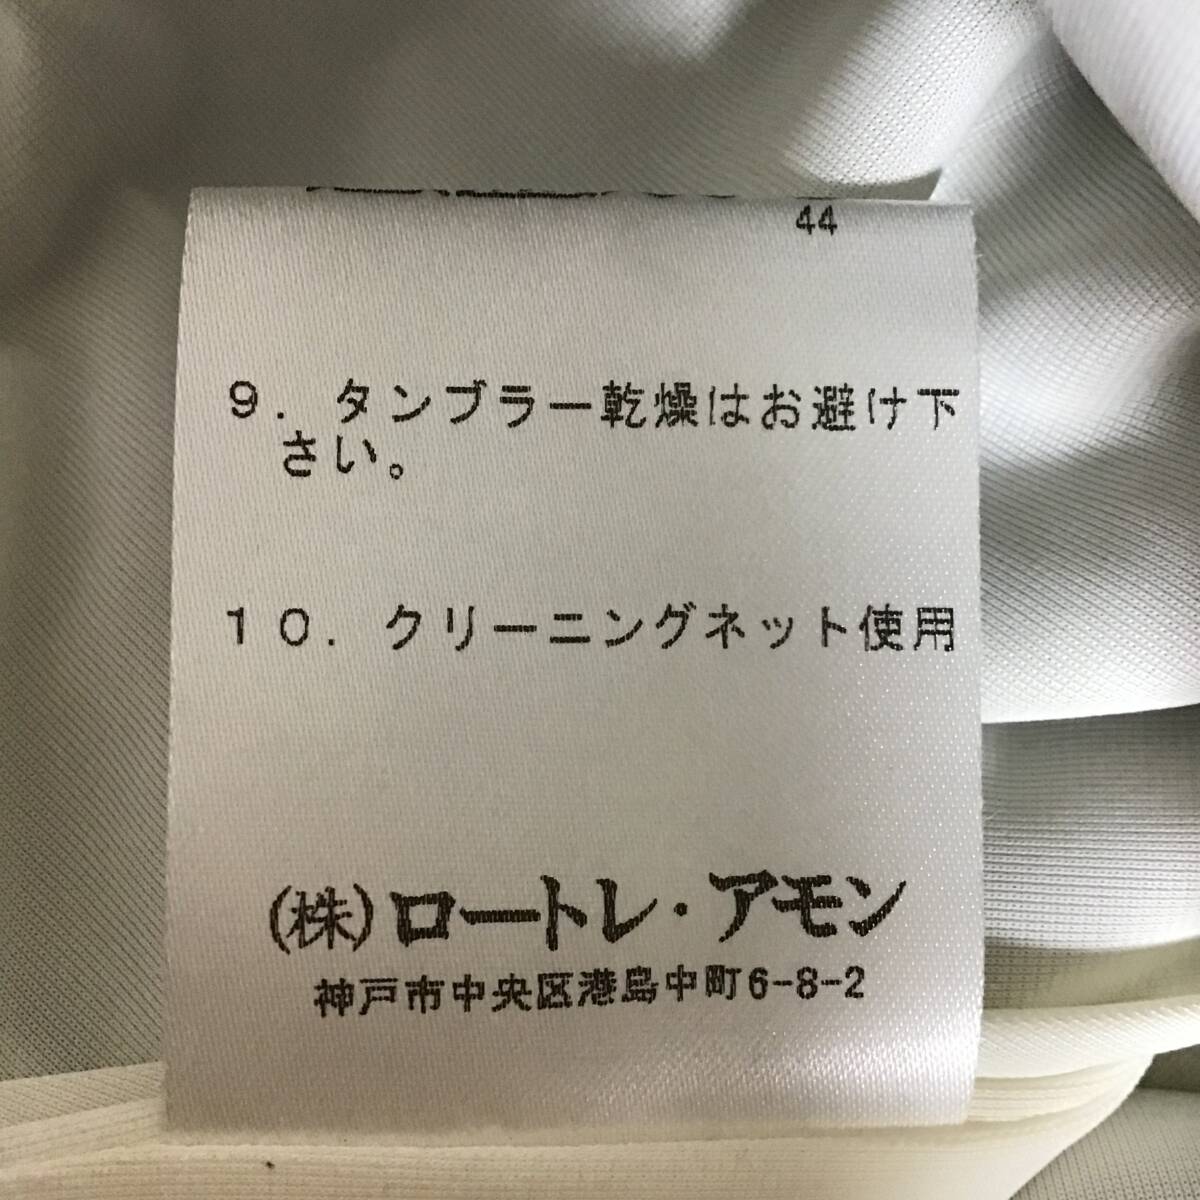 44
９．タンブラー乾燥はお避け下
さい。
１０．クリーニングネット使用
(株)ロートレ・アモン
神戸市中央区港島中町6-8-2